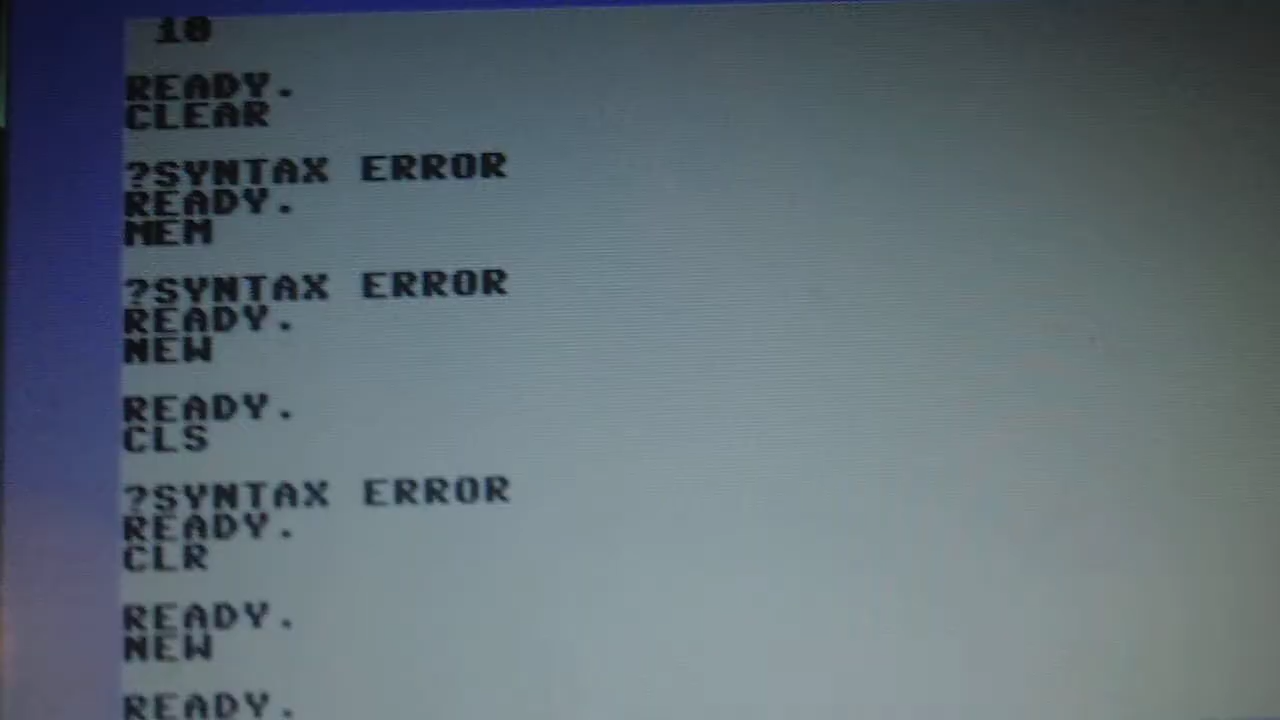 10
READY.
CLEAR
?SYNTAX ERROR
READY.
MEM
?SYNTAX ERROR
READY.
NEW
READY.
CLS
?SYNTAX ERROR
READY.
CLR
READY.
NEW
READY.